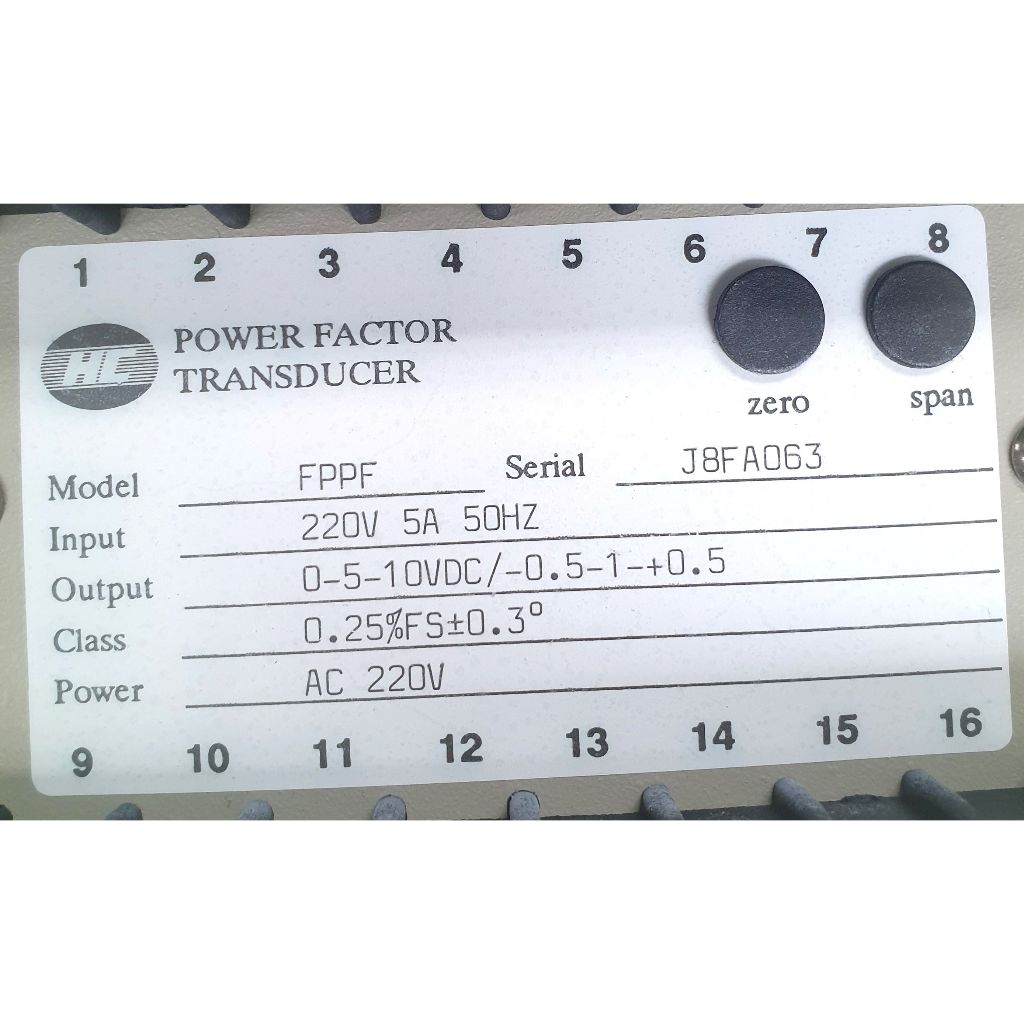 1 2 3 4 5 6 7 8
HC
POWER FACTOR
TRANSDUCER
zero span
Model FPPF Serial J8FA063
Input 220V 5A 50HZ
Output 0-5-10VDC/-0.5-1-+0.5
Class 0.25%FS±0.3°
Power AC 220V
9 10 11 12 13 14 15 16